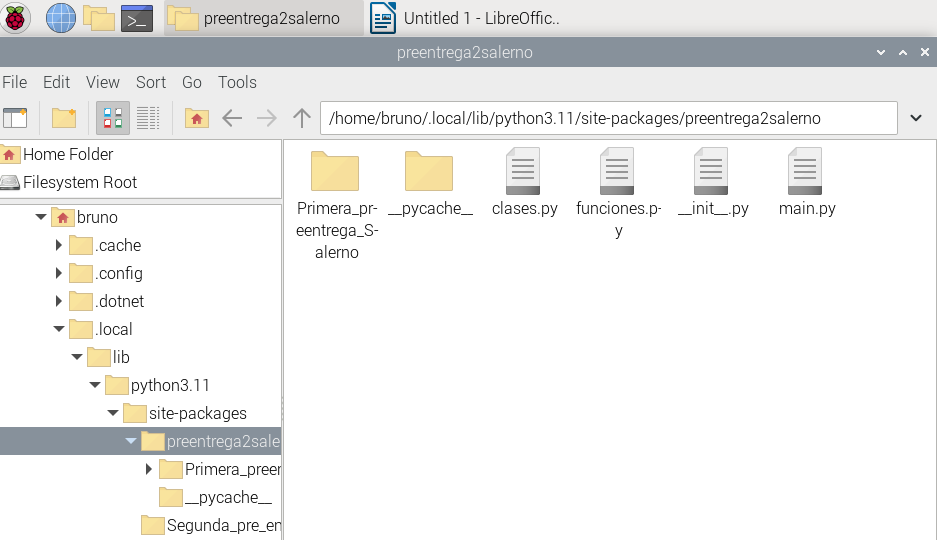 preentrega2salerno
Untitled 1 - LibreOffic..
preentrega2salerno
File Edit View Sort Go Tools
/home/bruno/.local/lib/python3.11/site-packages/preentrega2salerno
Home Folder
Filesystem Root
bruno
.cache
.config
.dotnet
.local
lib
python3.11
site-packages
preentrega2sale
Primera_preen
__pycache__
Segunda_pre_en
Primera_pr-
eentrega_S-
alerno
__pycache__
clases.py
funciones.p-
y
__init__.py
main.py